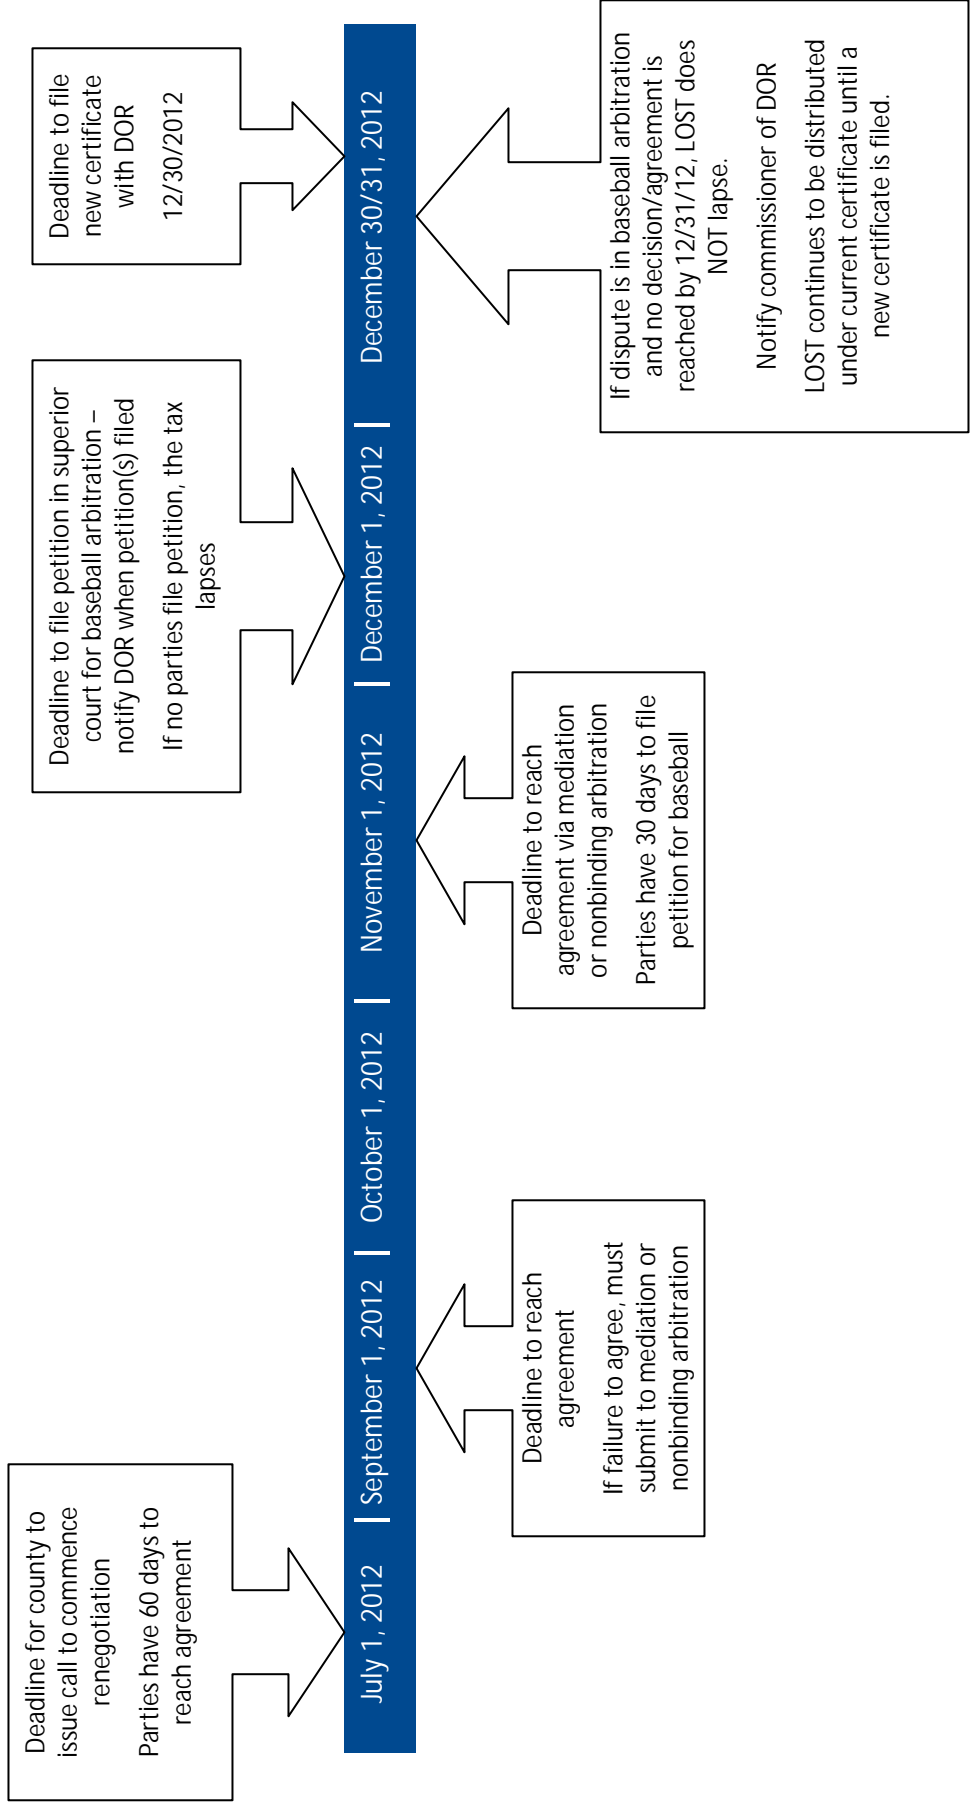 Deadline for county to
issue call to commence
renegotiation
Parties have 60 days to
reach agreement
Deadline to file petition in superior
court for baseball arbitration –
notify DOR when petition(s) filed
If no parties file petition, the tax
lapses
Deadline to file
new certificate
with DOR
12/30/2012
July 1, 2012 | September 1, 2012 | October 1, 2012 | November 1, 2012 | December 1, 2012 | December 30/31, 2012
Deadline to reach
agreement
If failure to agree, must
submit to mediation or
nonbinding arbitration
Deadline to reach
agreement via mediation
or nonbinding arbitration
Parties have 30 days to file
petition for baseball
If dispute is in baseball arbitration
and no decision/agreement is
reached by 12/31/12, LOST does
NOT lapse.
Notify commissioner of DOR
LOST continues to be distributed
under current certificate until a
new certificate is filed.